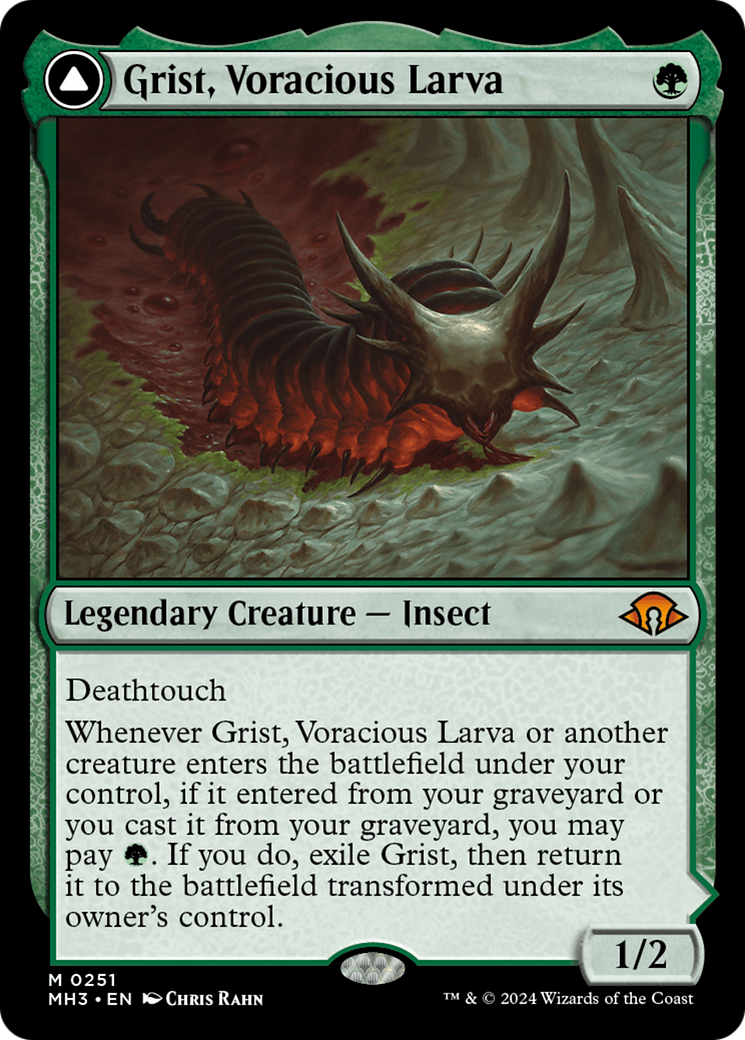 Grist, Voracious Larva
Legendary Creature — Insect
Deathtouch
Whenever Grist, Voracious Larva or another
creature enters the battlefield under your
control, if it entered from your graveyard or
you cast it from your graveyard, you may
pay . If you do, exile Grist, then return
it to the battlefield transformed under its
owner's control.
1/2
M 0251
MH3 • EN Chris Rahn
™ & © 2024 Wizards of the Coast